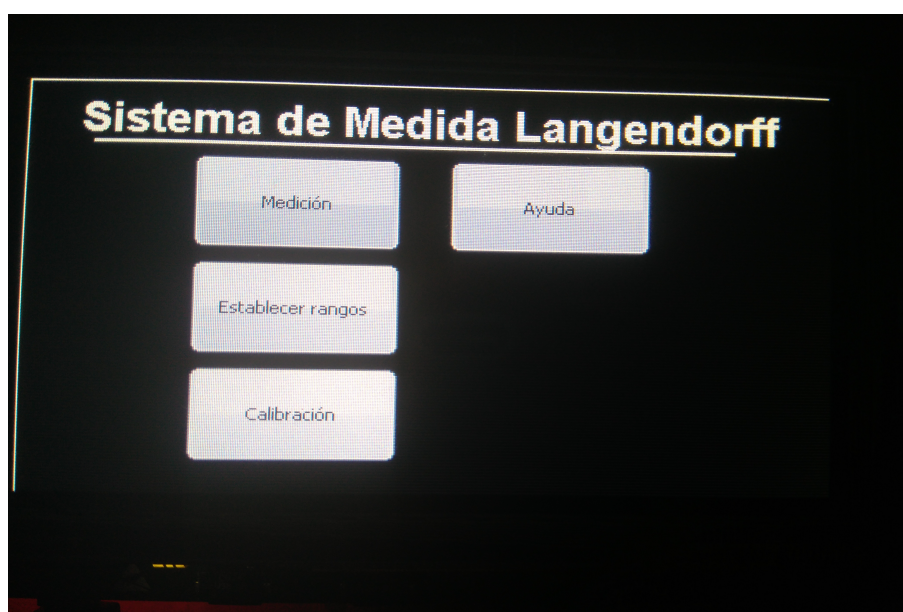 Sistema de Medida Langendorff
Medición
Ayuda
Establecer rangos
Calibración